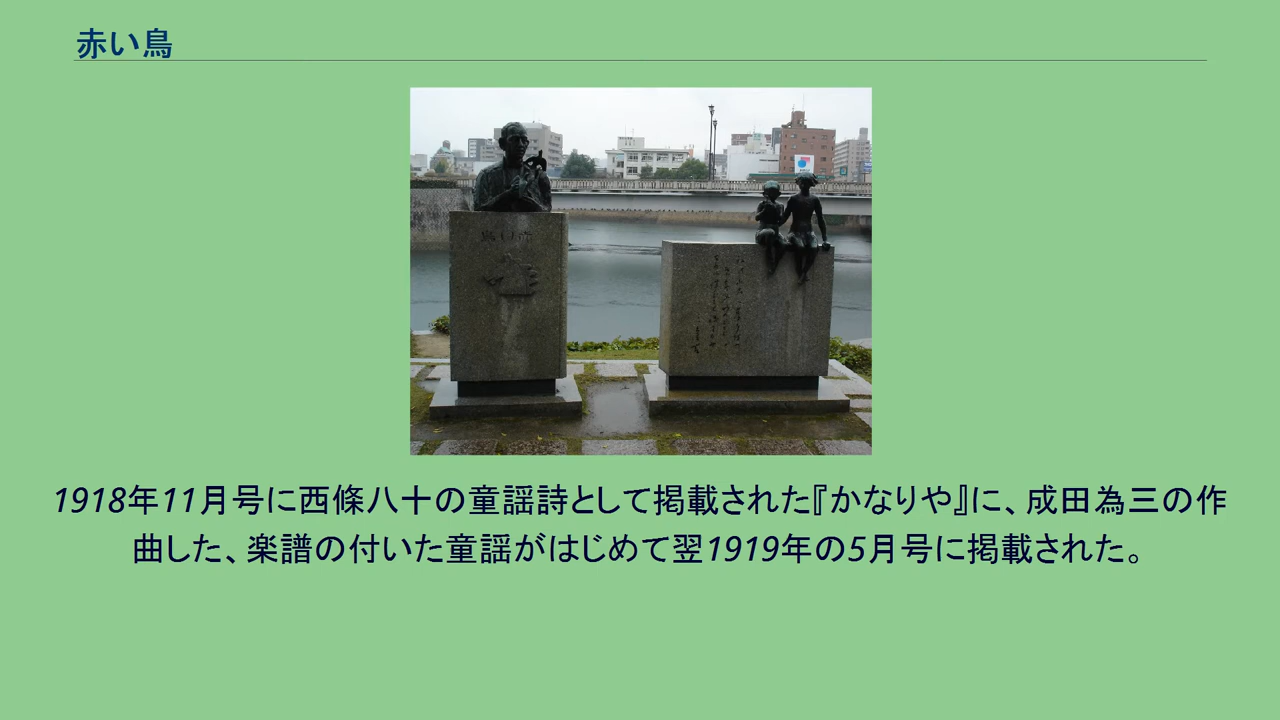 赤い鳥
1918年11月号に西條八十の童謡詩として掲載された『かなりや』に、成田為三の作
曲した、楽譜の付いた童謡がはじめて翌1919年の5月号に掲載された。